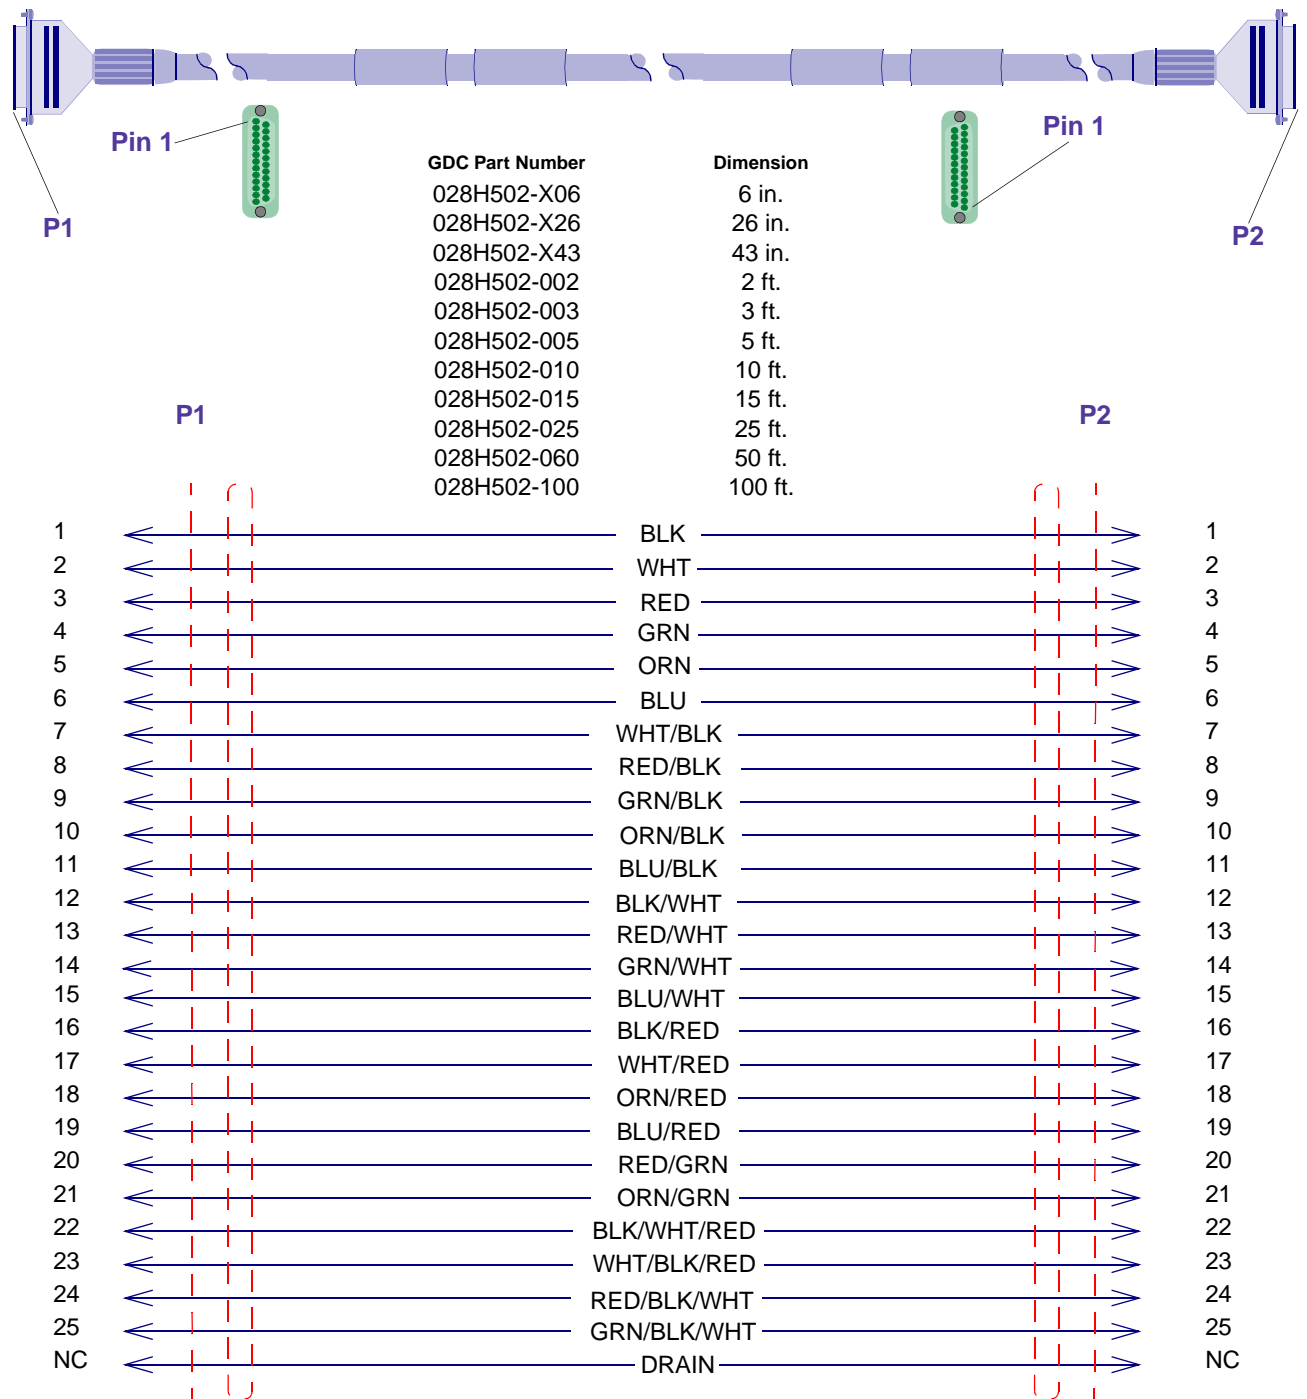 Pin 1
Pin 1
P1
P2
GDC Part Number Dimension
028H502-X06 6 in.
028H502-X26 26 in.
028H502-X43 43 in.
028H502-002 2 ft.
028H502-003 3 ft.
028H502-005 5 ft.
028H502-010 10 ft.
028H502-015 15 ft.
028H502-025 25 ft.
028H502-060 50 ft.
028H502-100 100 ft.
P1 P2
1 BLK 1
2 WHT 2
3 RED 3
4 GRN 4
5 ORN 5
6 BLU 6
7 WHT/BLK 7
8 RED/BLK 8
9 GRN/BLK 9
10 ORN/BLK 10
11 BLU/BLK 11
12 BLK/WHT 12
13 RED/WHT 13
14 GRN/WHT 14
15 BLU/WHT 15
16 BLK/RED 16
17 WHT/RED 17
18 ORN/RED 18
19 BLU/RED 19
20 RED/GRN 20
21 ORN/GRN 21
22 BLK/WHT/RED 22
23 WHT/BLK/RED 23
24 RED/BLK/WHT 24
25 GRN/BLK/WHT 25
NC DRAIN NC